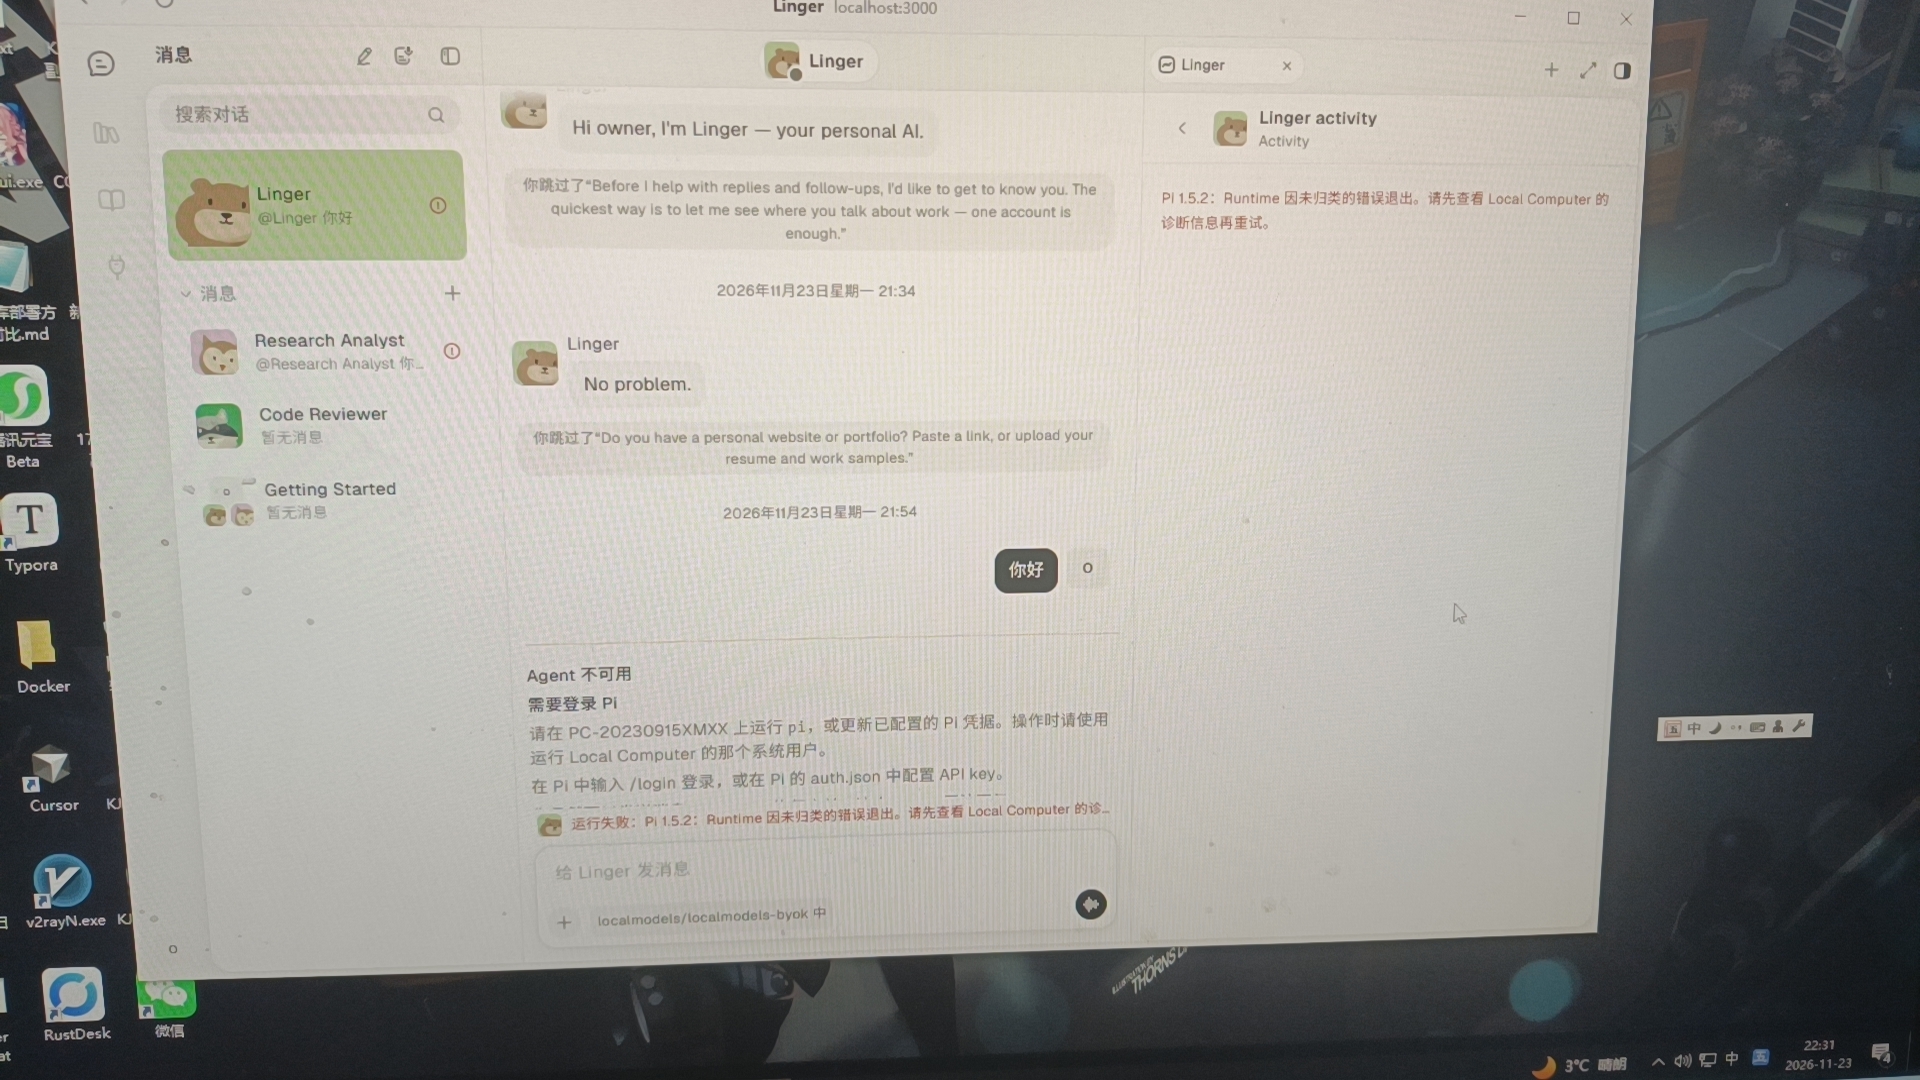 Linger localhost:3000
消息
搜索对话
Linger
@Linger 你好
消息
Research Analyst
@Research Analyst 你...
Code Reviewer
暂无消息
Getting Started
暂无消息
Linger
Hi owner, I'm Linger — your personal AI.
你跳过了“Before I help with replies and follow-ups, I'd like to get to know you. The
quickest way is to let me see where you talk about work — one account is
enough.”
2026年11月23日星期一 21:34
Linger
No problem.
你跳过了“Do you have a personal website or portfolio? Paste a link, or upload your
resume and work samples.”
2026年11月23日星期一 21:54
你好
O
Agent 不可用
需要登录 Pi
请在 PC-20230915XMXX 上运行 pi，或更新已配置的 Pi 凭据。操作时请使用
运行 Local Computer 的那个系统用户。
在 Pi 中输入 /login 登录，或在 Pi 的 auth.json 中配置 API key。
运行失败：Pi 1.5.2：Runtime 因未归类的错误退出。请先查看 Local Computer 的诊...
给 Linger 发消息
localmodels/localmodels-byok 中
O
Linger
Linger activity
Activity
Pi 1.5.2：Runtime 因未归类的错误退出。请先查看 Local Computer 的
诊断信息再重试。
ui.exe
比.md
Beta
Typora
Docker
Cursor
KJ
v2rayN.exe
KJ
RustDesk
微信
THORNS
中
3°C 晴朗
中
五
22:31
2026-11-23
4